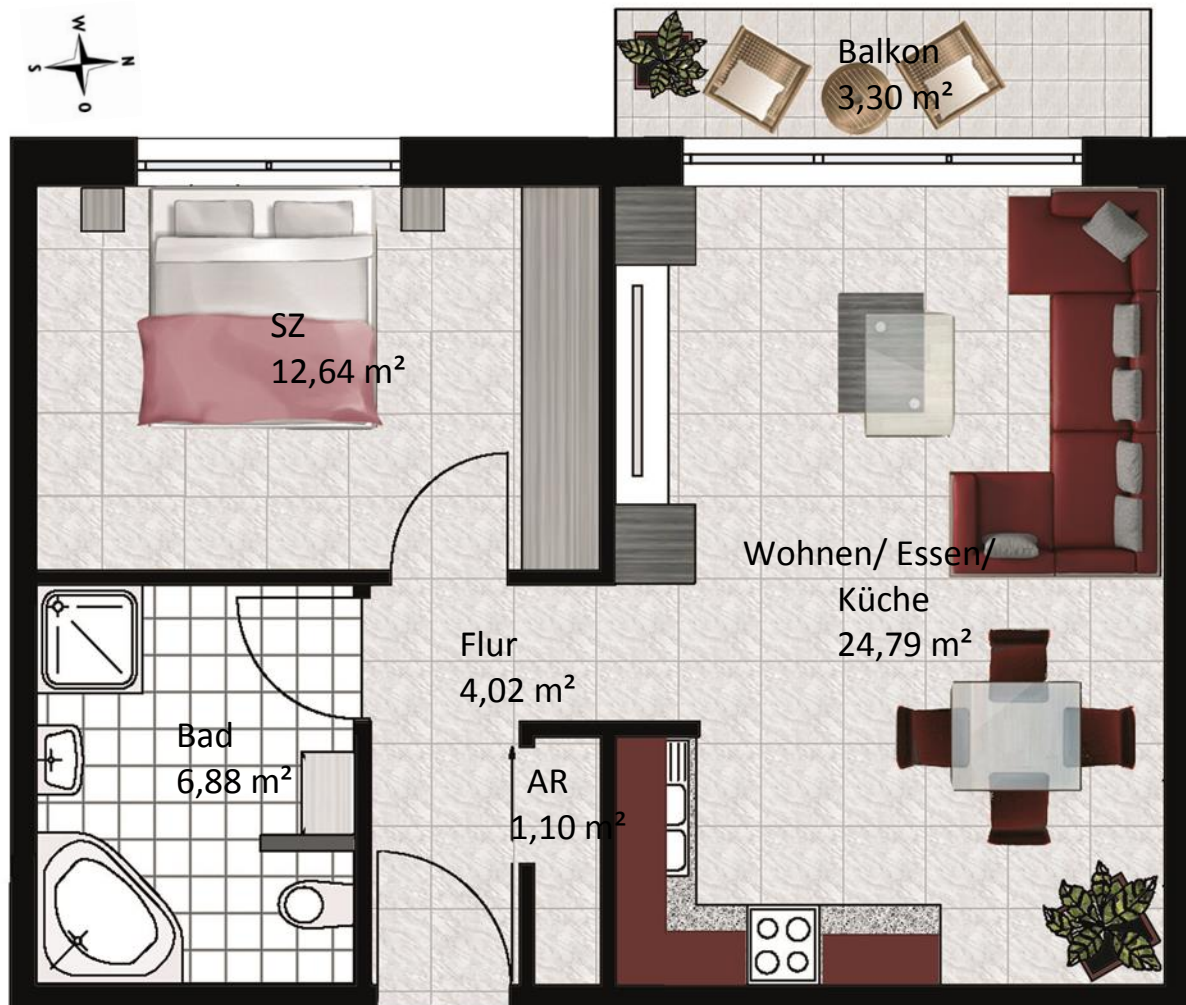 W
N
S
O
Balkon
3,30 m²
SZ
12,64 m²
Wohnen/ Essen/
Küche
24,79 m²
Flur
4,02 m²
Bad
6,88 m²
AR
1,10 m²